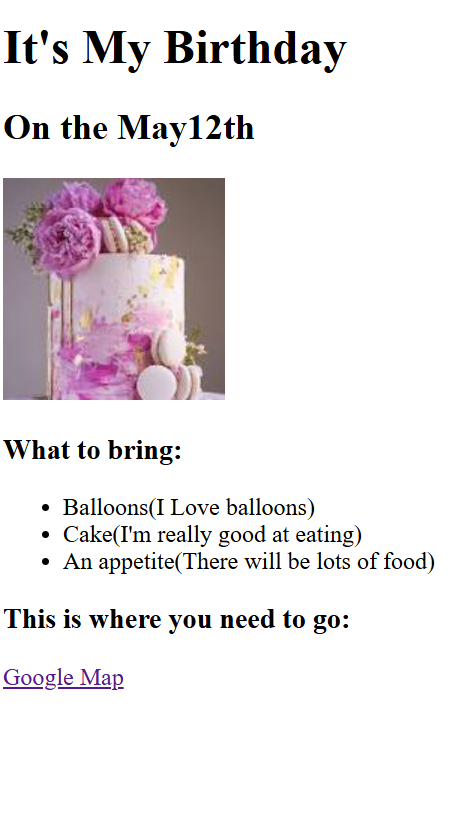 It's My Birthday
On the May12th
What to bring:
Balloons(I Love balloons)
Cake(I'm really good at eating)
An appetite(There will be lots of food)
This is where you need to go:
Google Map